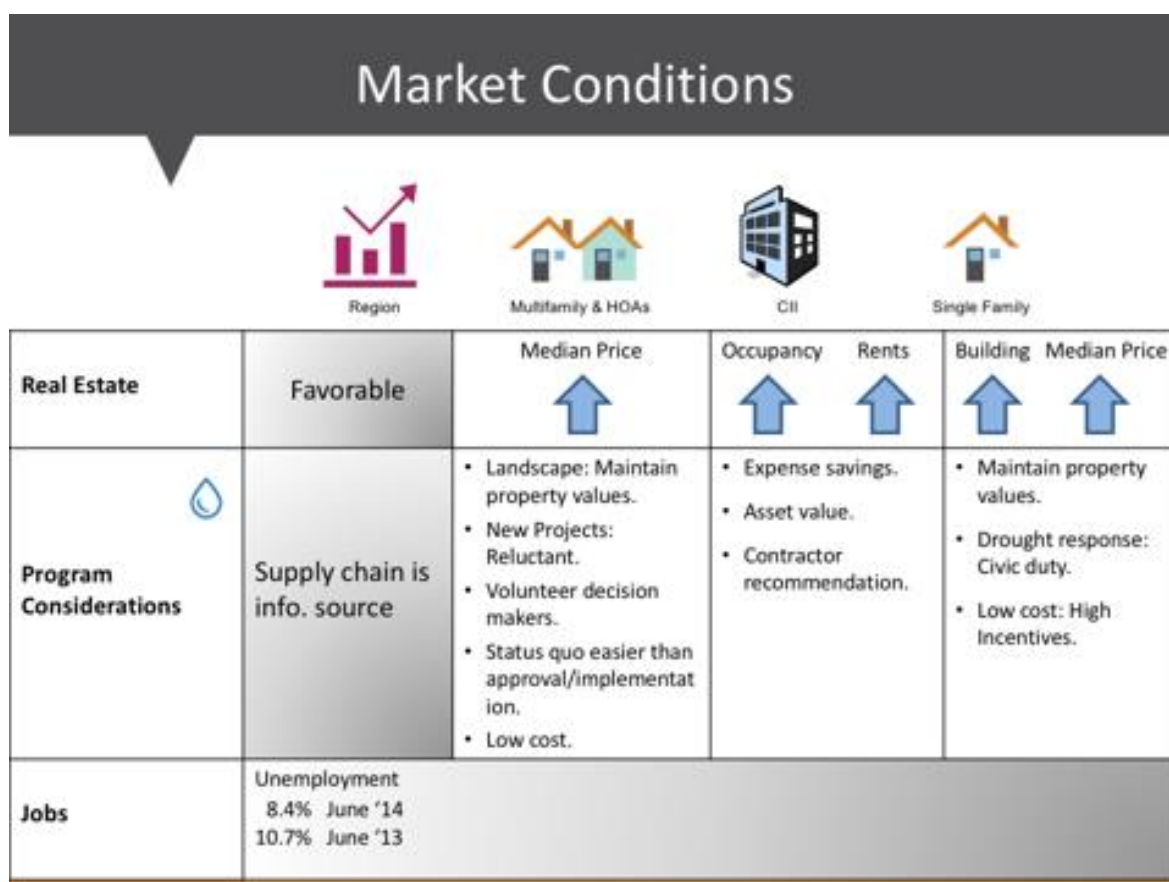 Market Conditions
Region
Multifamily & HOAs
CII
Single Family
Real Estate
Favorable
Median Price
Occupancy Rents
Building Median Price
Program
Considerations
Supply chain is
info. source
• Landscape: Maintain
property values.
• New Projects:
Reluctant.
• Volunteer decision
makers.
• Status quo easier than
approval/implementat
ion.
• Low cost.
• Expense savings.
• Asset value.
• Contractor
recommendation.
• Maintain property
values.
• Drought response:
Civic duty.
• Low cost: High
Incentives.
Jobs
Unemployment
8.4% June ‘14
10.7% June ‘13